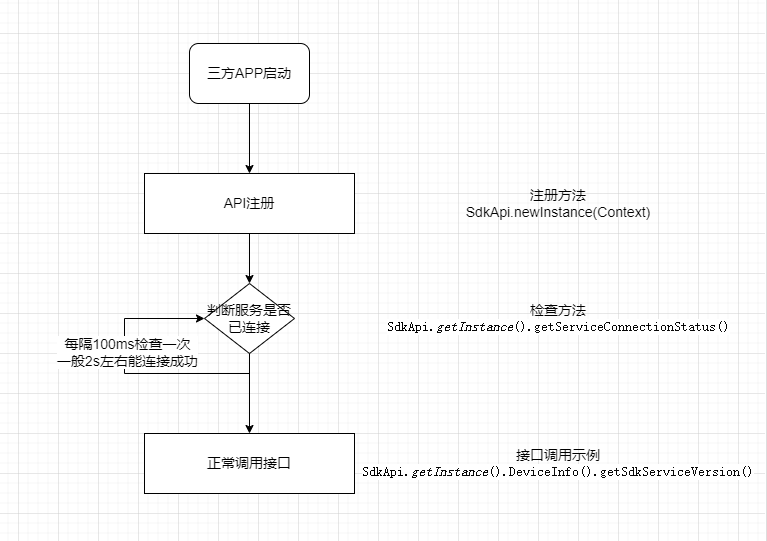 三方APP启动
API注册
注册方法
SdkApi.newInstance(Context)
判断服务是否
已连接
检查方法
SdkApi.getInstance().getServiceConnectionStatus()
每隔100ms检查一次
一般2s左右能连接成功
正常调用接口
接口调用示例
SdkApi.getInstance().DeviceInfo().getSdkServiceVersion()